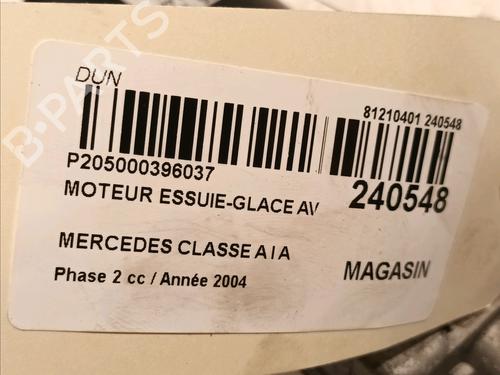 DUN
81210401 240548
P205000396037
240548
MOTEUR ESSUIE-GLACE AV
MERCEDES CLASSE A I A
MAGASIN
Phase 2 cc / Année 2004
B-PARTS